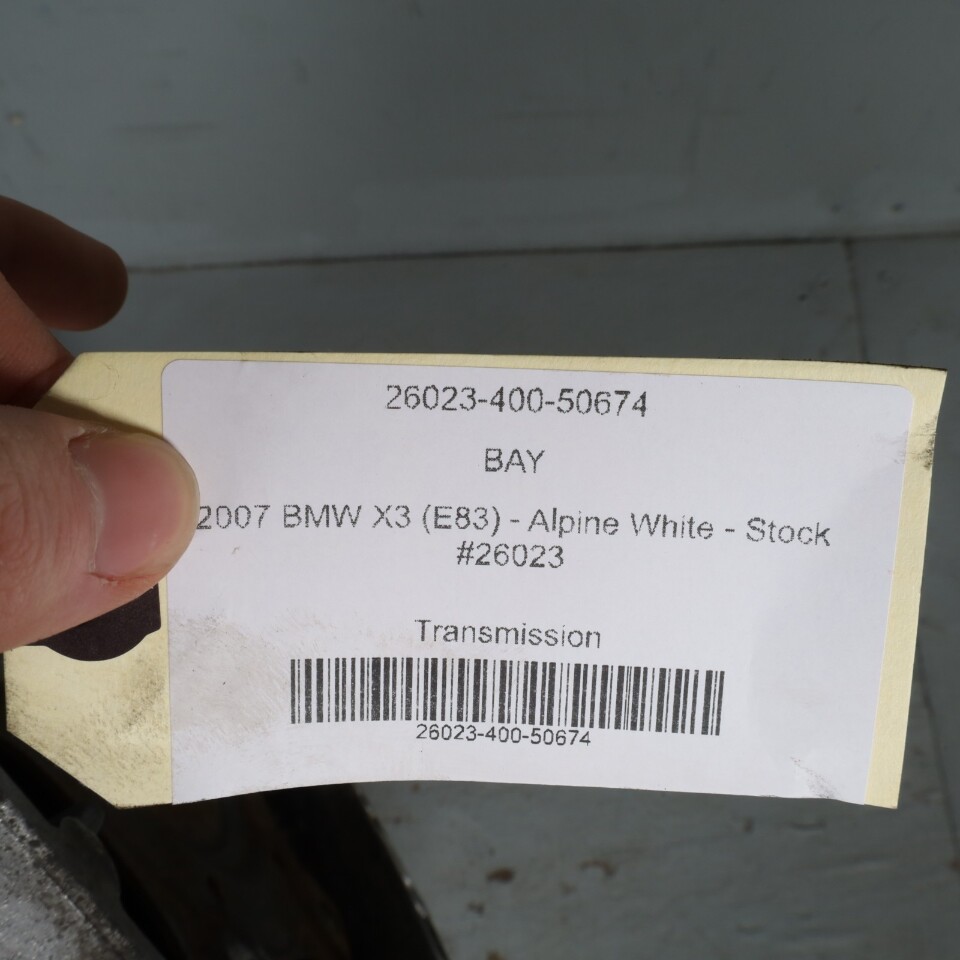 26023-400-50674
BAY
2007 BMW X3 (E83) - Alpine White - Stock
#26023
Transmission
26023-400-50674